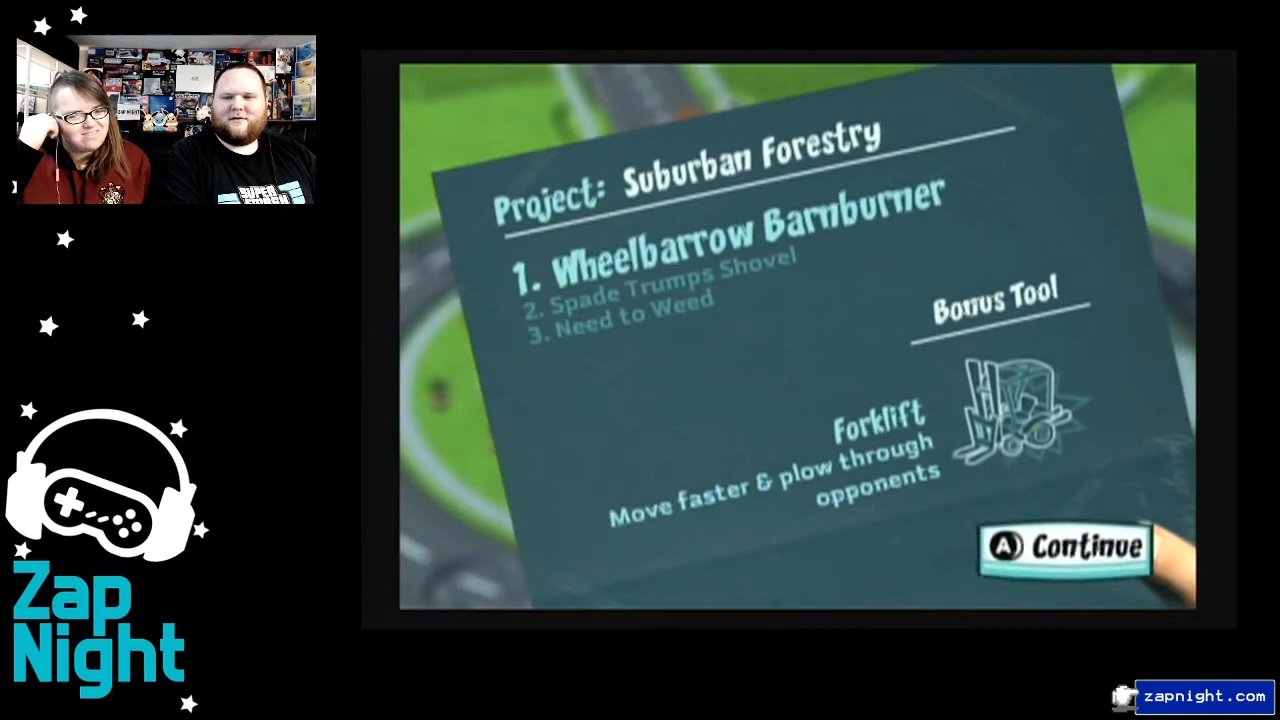 Project: Suburban Forestry
1. Wheelbarrow Barnburner
2. Spade Trumps Shovel
3. Need to Weed
Bonus Tool
Forklift
Move faster & plow through
opponents
A Continue
SUPER
Zap
Night
zapnight.com